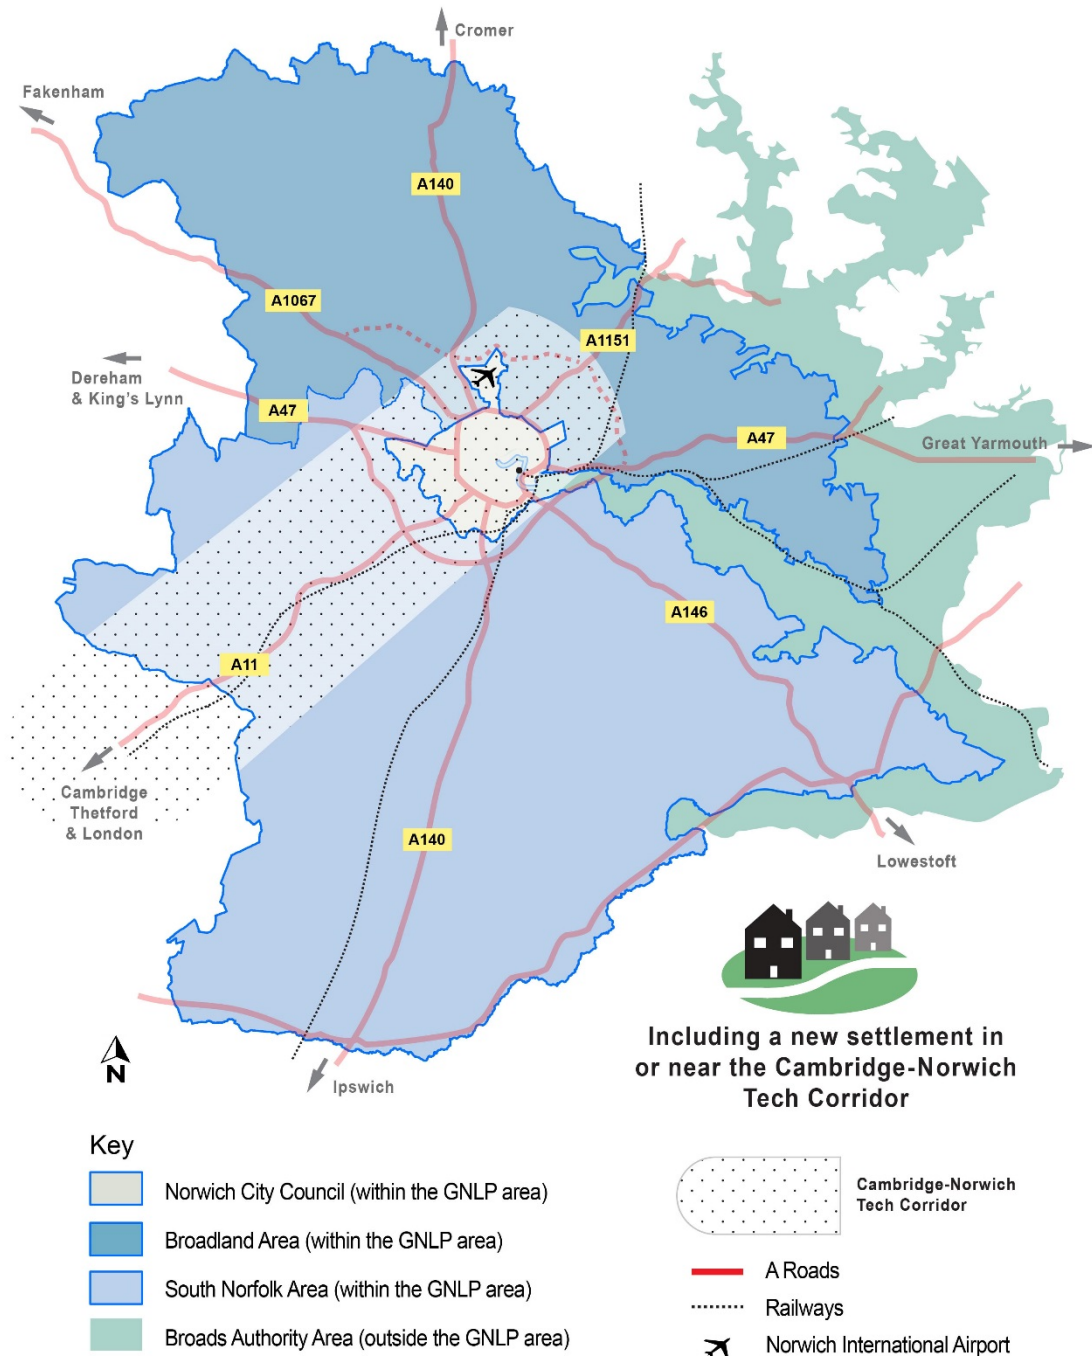 Cromer
Fakenham
A140
A1067
A1151
Dereham
& King's Lynn
A47
A47
Great Yarmouth
A146
A11
Cambridge
Thetford
& London
A140
Lowestoft
Including a new settlement in
or near the Cambridge-Norwich
Tech Corridor
N
Ipswich
Key
Norwich City Council (within the GNLP area)
Broadland Area (within the GNLP area)
South Norfolk Area (within the GNLP area)
Broads Authority Area (outside the GNLP area)
Cambridge-Norwich
Tech Corridor
A Roads
Railways
Norwich International Airport